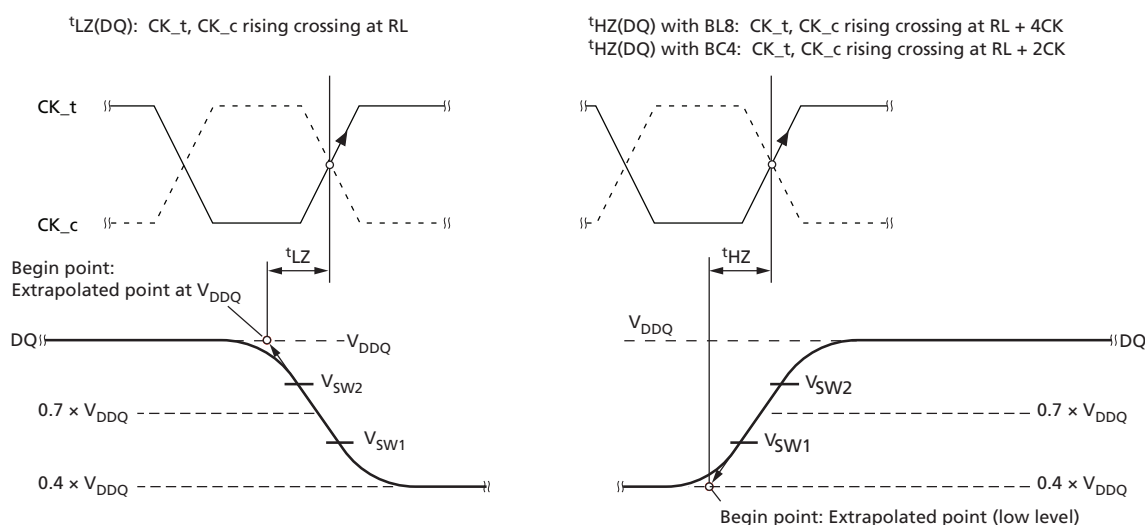 tLZ(DQ): CK_t, CK_c rising crossing at RL
tHZ(DQ) with BL8: CK_t, CK_c rising crossing at RL + 4CK
tHZ(DQ) with BC4: CK_t, CK_c rising crossing at RL + 2CK
CK_t
CK_c
tLZ
tHZ
Begin point:
Extrapolated point at VDDQ
DQ
VDDQ
VSW2
0.7 × VDDQ
VSW1
0.4 × VDDQ
VDDQ
DQ
VSW2
0.7 × VDDQ
VSW1
0.4 × VDDQ
Begin point: Extrapolated point (low level)